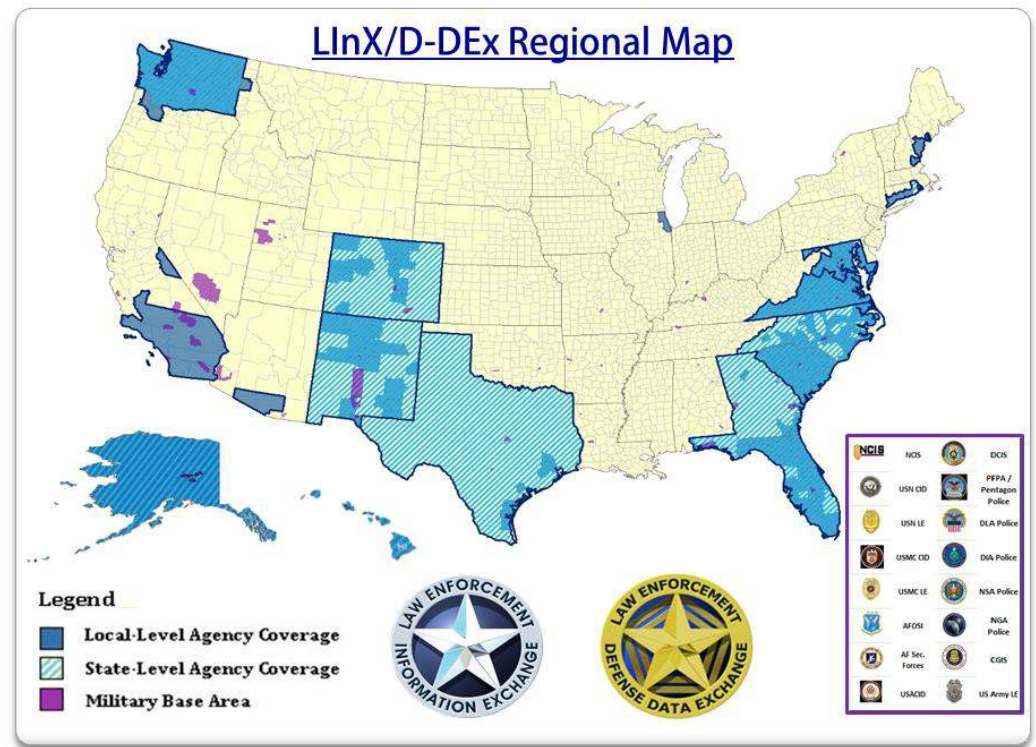 LInX/D-DEx Regional Map
NCIS
NCIS
DCIS
USN CID
PFPA /
Pentagon
Police
USN LE
DLA Police
USMC CID
DIA Police
USMC LE
NSA Police
AFOSI
NGA
Police
AF Sec.
Forces
CGIS
USACID
US Army LE
Legend
Local-Level Agency Coverage
State-Level Agency Coverage
Military Base Area
LAW ENFORCEMENT
INFORMATION EXCHANGE
LAW ENFORCEMENT
DEFENSE DATA EXCHANGE